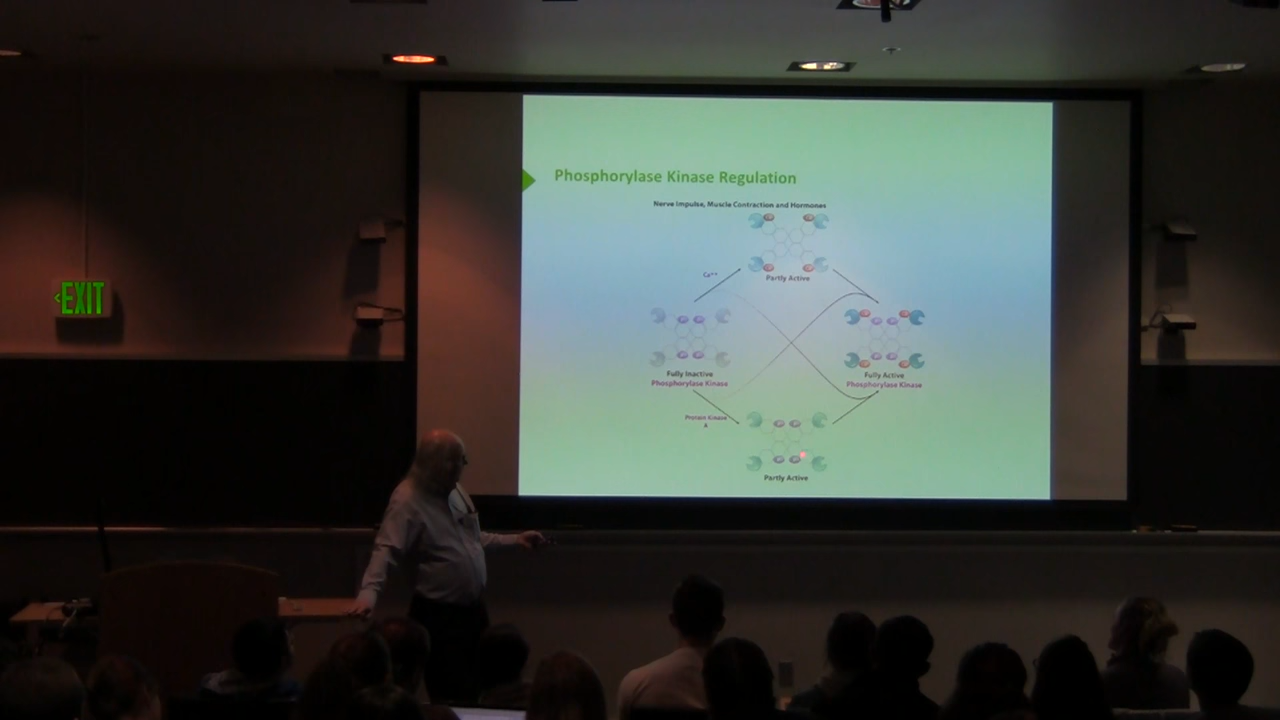 Phosphorylase Kinase Regulation
Nerve Impulse, Muscle Contraction and Hormones
Partly Active
Ca++
Fully Inactive
Phosphorylase Kinase
Fully Active
Phosphorylase Kinase
Protein Kinase
A
Partly Active
EXIT